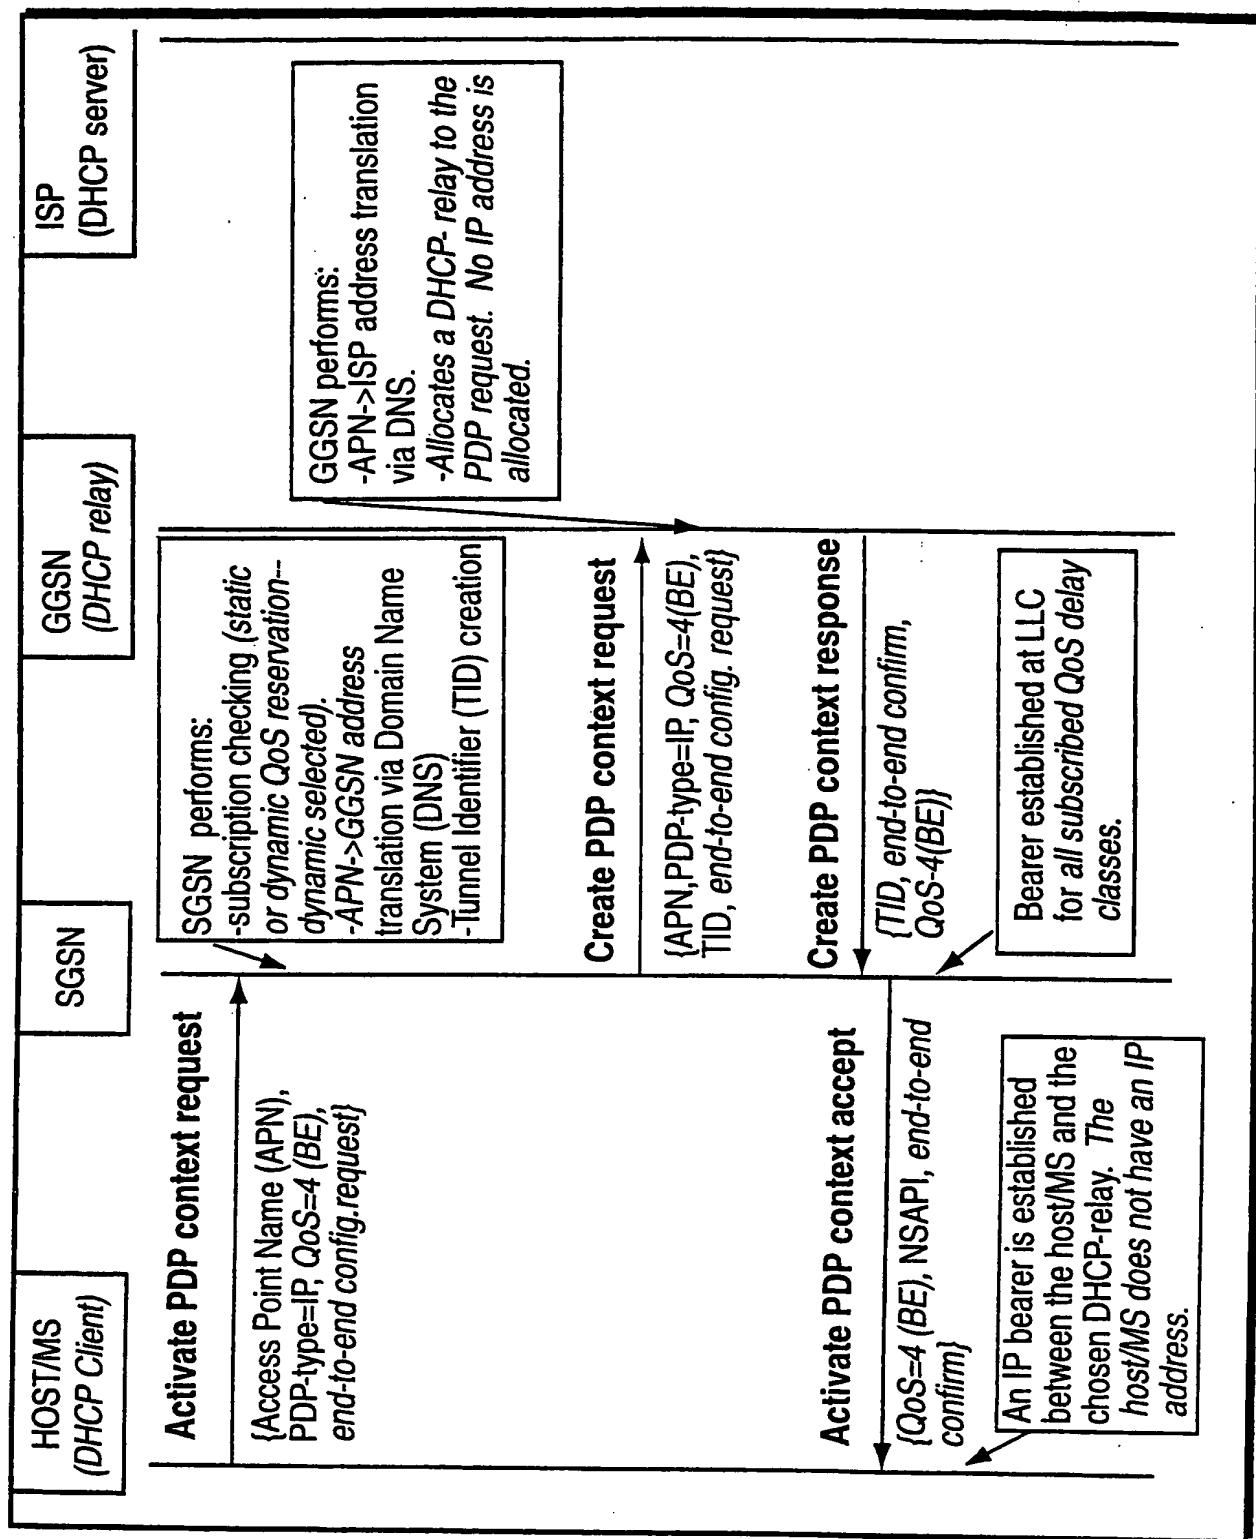 HOST/MS
(DHCP Client)
SGSN
GGSN
(DHCP relay)
ISP
(DHCP server)
Activate PDP context request
{Access Point Name (APN),
PDP-type=IP, QoS=4 (BE),
end-to-end config.request}
SGSN performs:
-subscription checking (static
or dynamic QoS reservation--
dynamic selected).
-APN->GGSN address
translation via Domain Name
System (DNS)
-Tunnel Identifier (TID) creation
Create PDP context request
{APN,PDP-type=IP, QoS=4(BE),
TID, end-to-end config. request}
GGSN performs:
-APN->ISP address translation
via DNS.
-Allocates a DHCP- relay to the
PDP request. No IP address is
allocated.
Create PDP context response
{TID, end-to-end confirm,
QoS-4(BE)}
Bearer established at LLC
for all subscribed QoS delay
classes.
Activate PDP context accept
{QoS=4 (BE), NSAPI, end-to-end
confirm}
An IP bearer is established
between the host/MS and the
chosen DHCP-relay. The
host/MS does not have an IP
address.